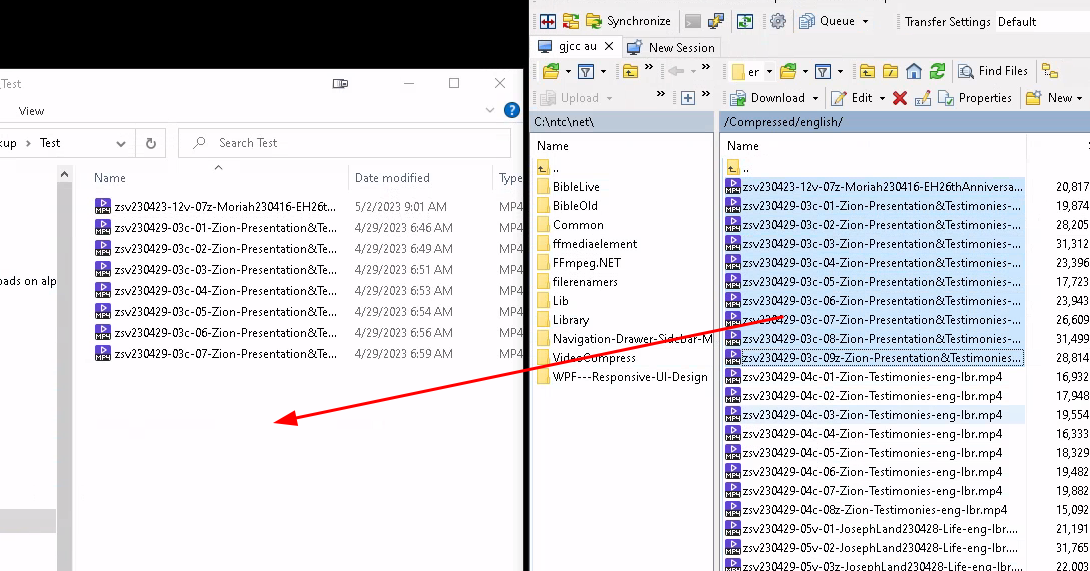 Test
View
?
kup > Test
Search Test
Name
Date modified
Type
zsv230423-12v-07z-Moriah230416-EH26t... 5/2/2023 9:01 AM MP4
zsv230429-03c-01-Zion-Presentation&Te... 4/29/2023 6:46 AM MP4
zsv230429-03c-02-Zion-Presentation&Te... 4/29/2023 6:49 AM MP4
zsv230429-03c-03-Zion-Presentation&Te... 4/29/2023 6:51 AM MP4
zsv230429-03c-04-Zion-Presentation&Te... 4/29/2023 6:53 AM MP4
zsv230429-03c-05-Zion-Presentation&Te... 4/29/2023 6:54 AM MP4
zsv230429-03c-06-Zion-Presentation&Te... 4/29/2023 6:56 AM MP4
zsv230429-03c-07-Zion-Presentation&Te... 4/29/2023 6:59 AM MP4
oads on alp
Synchronize
Queue
Transfer Settings Default
gjcc au
New Session
er
Find Files
Upload
Download
Edit
Properties
New
C:\ntc\net\
Name
..
BibleLive
BibleOld
Common
ffmediaelement
FFmpeg.NET
filerenamers
Lib
Library
Navigation-Drawer-Sidebar-M
VideoCompress
WPF---Responsive-UI-Design
/Compressed/english/
Name
..
zsv230423-12v-07z-Moriah230416-EH26thAnniversa... 20,817
zsv230429-03c-01-Zion-Presentation&Testimonies-... 19,874
zsv230429-03c-02-Zion-Presentation&Testimonies-... 28,205
zsv230429-03c-03-Zion-Presentation&Testimonies-... 31,312
zsv230429-03c-04-Zion-Presentation&Testimonies-... 23,396
zsv230429-03c-05-Zion-Presentation&Testimonies-... 17,723
zsv230429-03c-06-Zion-Presentation&Testimonies-... 23,943
zsv230429-03c-07-Zion-Presentation&Testimonies-... 26,609
zsv230429-03c-08-Zion-Presentation&Testimonies-... 31,499
zsv230429-03c-09z-Zion-Presentation&Testimonies... 28,814
zsv230429-04c-01-Zion-Testimonies-eng-lbr.mp4 16,932
zsv230429-04c-02-Zion-Testimonies-eng-lbr.mp4 17,948
zsv230429-04c-03-Zion-Testimonies-eng-lbr.mp4 19,554
zsv230429-04c-04-Zion-Testimonies-eng-lbr.mp4 16,333
zsv230429-04c-05-Zion-Testimonies-eng-lbr.mp4 18,329
zsv230429-04c-06-Zion-Testimonies-eng-lbr.mp4 19,482
zsv230429-04c-07-Zion-Testimonies-eng-lbr.mp4 19,882
zsv230429-04c-08z-Zion-Testimonies-eng-lbr.mp4 15,092
zsv230429-05v-01-JosephLand230428-Life-eng-lbr.... 21,191
zsv230429-05v-02-JosephLand230428-Life-eng-lbr.... 31,765
zsv230429-05v-03z-JosephLand230428-Life-eng-lbr... 22,003